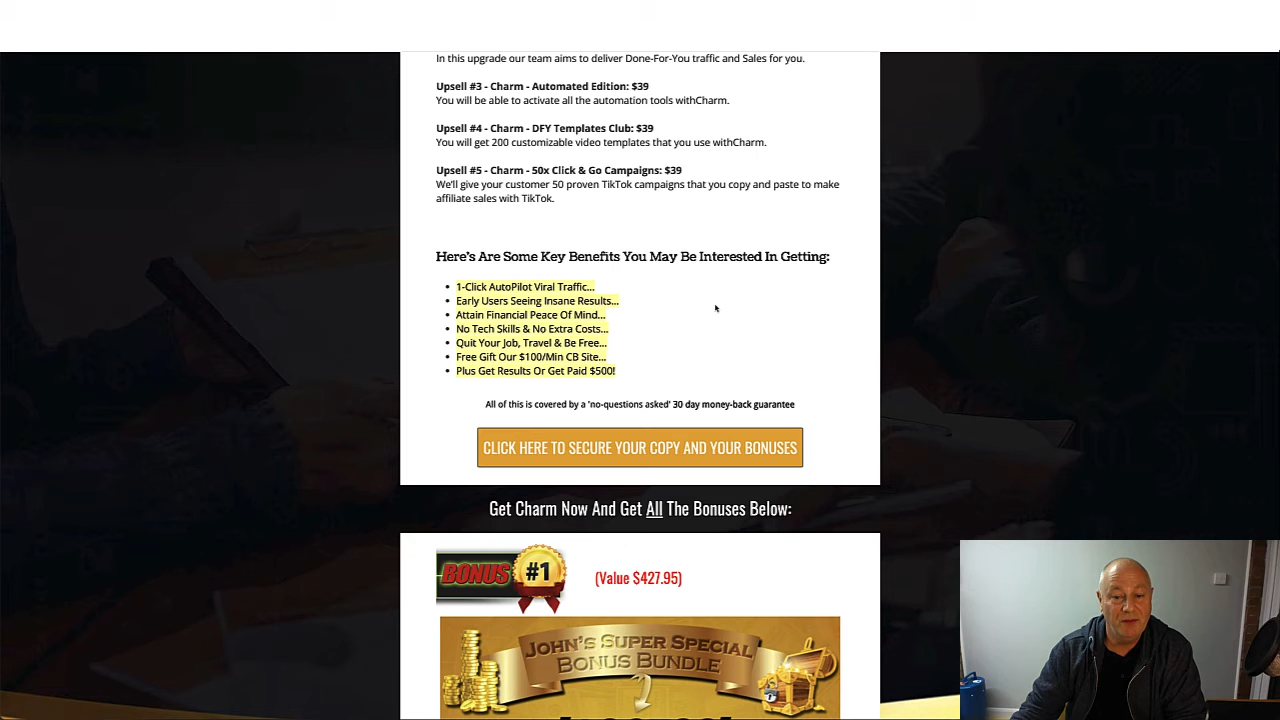 In this upgrade our team aims to deliver Done-For-You traffic and Sales for you.
Upsell #3 - Charm - Automated Edition: $39
You will be able to activate all the automation tools withCharm.
Upsell #4 - Charm - DFY Templates Club: $39
You will get 200 customizable video templates that you use withCharm.
Upsell #5 - Charm - 50x Click & Go Campaigns: $39
We'll give your customer 50 proven TikTok campaigns that you copy and paste to make
affiliate sales with TikTok.
Here's Are Some Key Benefits You May Be Interested In Getting:
• 1-Click AutoPilot Viral Traffic...
• Early Users Seeing Insane Results...
• Attain Financial Peace Of Mind...
• No Tech Skills & No Extra Costs...
• Quit Your Job, Travel & Be Free...
• Free Gift Our $100/Min CB Site...
• Plus Get Results Or Get Paid $500!
All of this is covered by a 'no-questions asked' 30 day money-back guarantee
CLICK HERE TO SECURE YOUR COPY AND YOUR BONUSES
Get Charm Now And Get All The Bonuses Below:
BONUS #1
(Value $427.95)
JOHN'S SUPER SPECIAL
BONUS BUNDLE